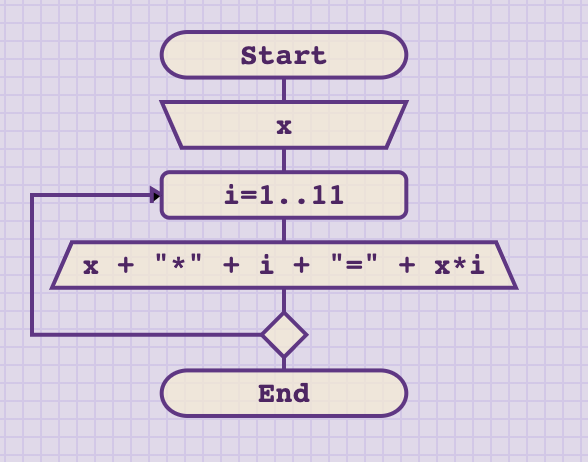 Start
x
i=1..11
x + "*" + i + "=" + x*i
End